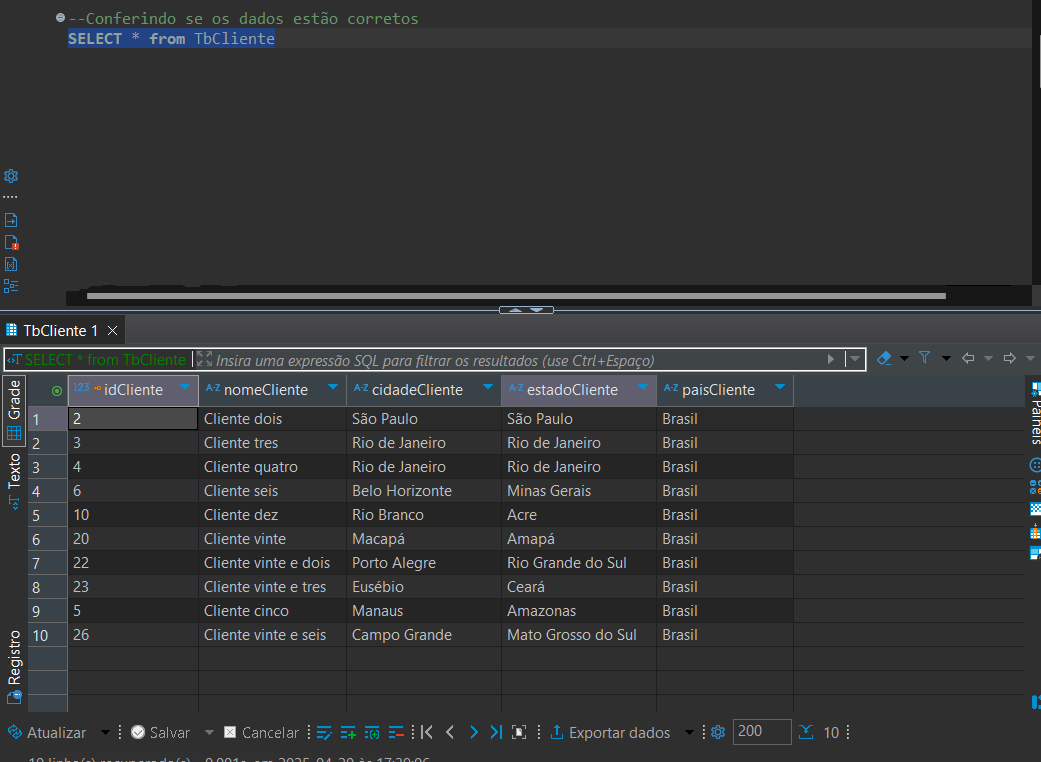 --Conferindo se os dados estão corretos
SELECT * from TbCliente
TbCliente 1
SELECT * from TbCliente
Insira uma expressão SQL para filtrar os resultados (use Ctrl+Espaço)
Grade
Texto
Registro
Painéis
123 idCliente A-Z nomeCliente A-Z cidadeCliente A-Z estadoCliente A-Z paisCliente
1 2 Cliente dois São Paulo São Paulo Brasil
2 3 Cliente tres Rio de Janeiro Rio de Janeiro Brasil
3 4 Cliente quatro Rio de Janeiro Rio de Janeiro Brasil
4 6 Cliente seis Belo Horizonte Minas Gerais Brasil
5 10 Cliente dez Rio Branco Acre Brasil
6 20 Cliente vinte Macapá Amapá Brasil
7 22 Cliente vinte e dois Porto Alegre Rio Grande do Sul Brasil
8 23 Cliente vinte e tres Eusébio Ceará Brasil
9 5 Cliente cinco Manaus Amazonas Brasil
10 26 Cliente vinte e seis Campo Grande Mato Grosso do Sul Brasil
Atualizar Salvar Cancelar Exportar dados 200 10